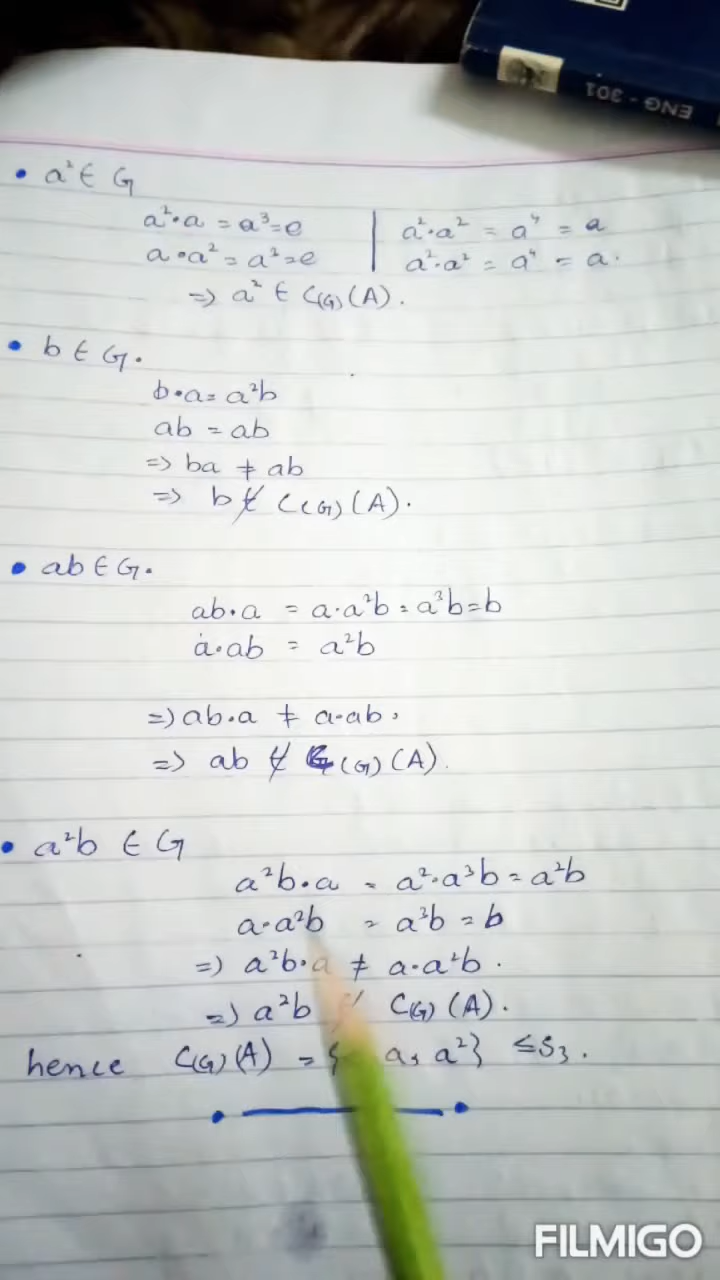 ENG - 301
• a² ∈ G
a²·a = a³=e | a²·a² = a⁴ = a
a·a² = a²=e | a²·a² = a⁴ = a.
=> a² ∈ C(G)(A).
• b ∈ G.
b·a = a²b
ab = ab
=> ba ≠ ab
=> b ∉ C(G)(A).
• ab ∈ G.
ab·a = a·a²b = a³b=b
a·ab = a²b
=> ab·a ≠ a·ab,
=> ab ∉ C(G)(A).
• a²b ∈ G
a²b·a = a²·a³b = a²b
a·a²b = a³b = b
=> a²b·a ≠ a·a²b.
=> a²b ∉ C(G)(A).
hence C(G)(A) = { a, a²} ≤ S₃.
FILMIGO